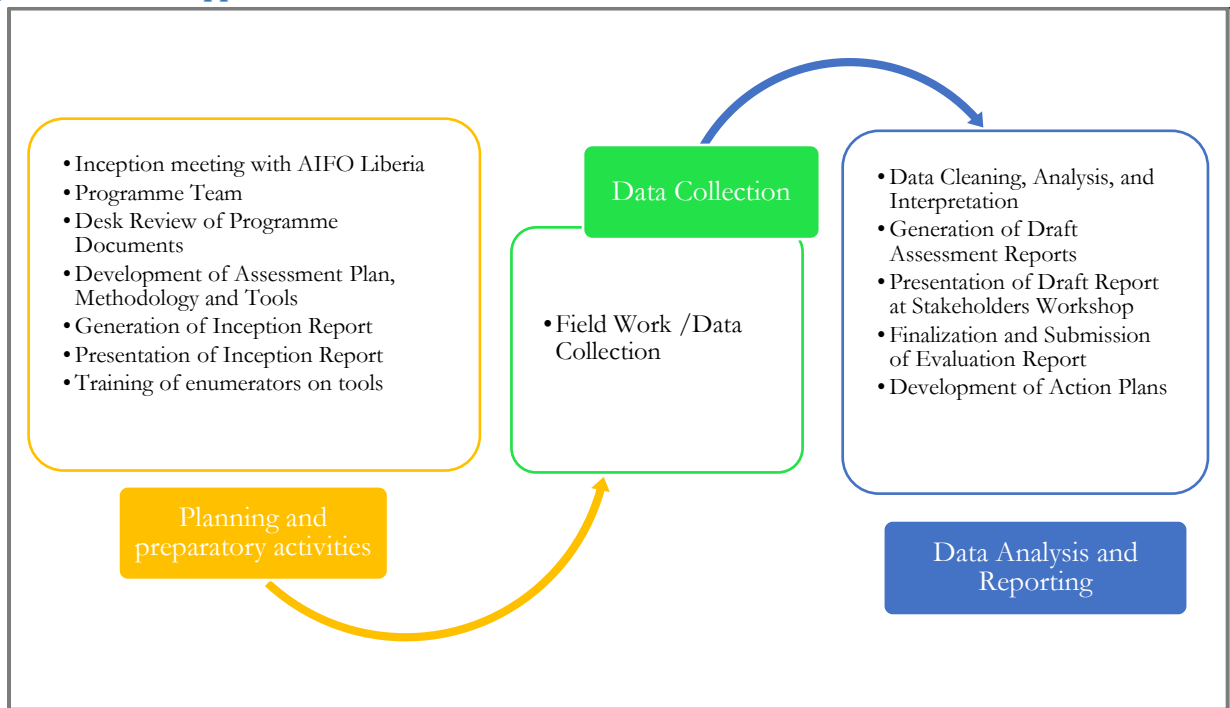 • Inception meeting with AIFO Liberia
• Programme Team
• Desk Review of Programme
Documents
• Development of Assessment Plan,
Methodology and Tools
• Generation of Inception Report
• Presentation of Inception Report
• Training of enumerators on tools
Planning and
preparatory activities
Data Collection
• Field Work /Data
Collection
• Data Cleaning, Analysis, and
Interpretation
• Generation of Draft
Assessment Reports
• Presentation of Draft Report
at Stakeholders Workshop
• Finalization and Submission
of Evaluation Report
• Development of Action Plans
Data Analysis and
Reporting